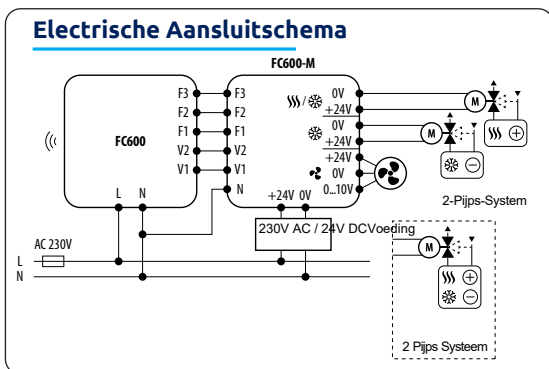 Electrische Aansluitschema
FC600-M
F3
F3
0V
F2
F2
+24V
F1
FC600
F1
0V
V2
V2
+24V
V1
V1
+24V
0V
L
N
N
0...10V
+24V
0V
M
M
2-Pijps-System
230V AC / 24V DCVoeding
AC 230V
L
N
M
2 Pijps Systeem